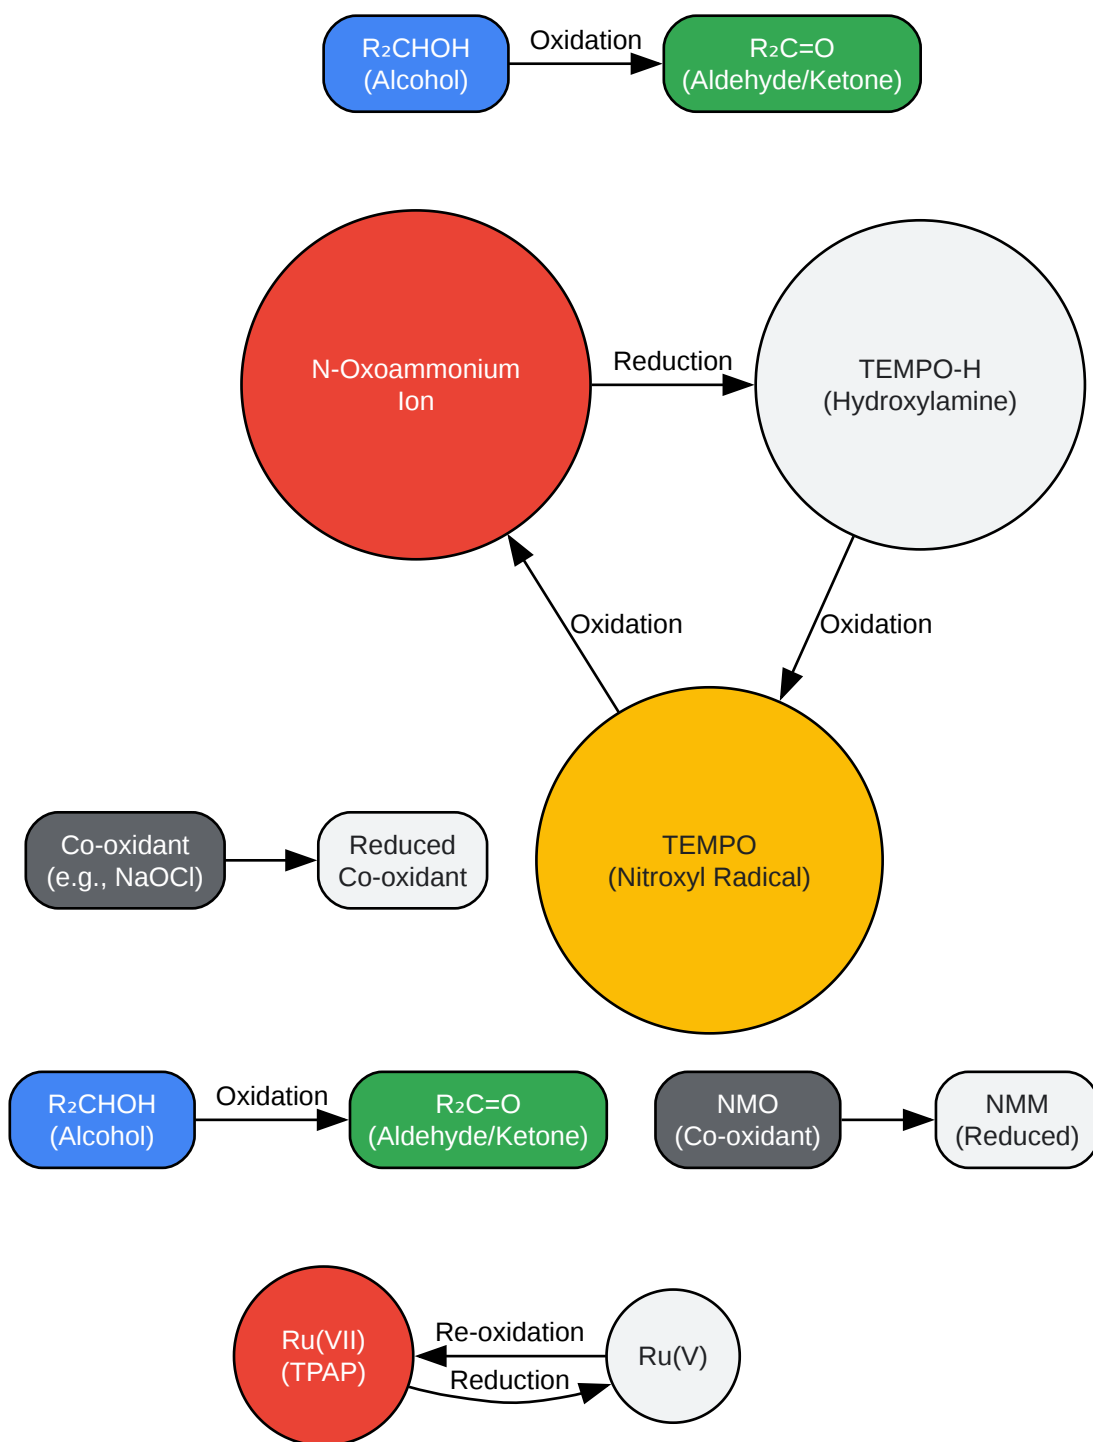 R₂CHOH
(Alcohol)
Oxidation
R₂C=O
(Aldehyde/Ketone)
N-Oxoammonium
Ion
Reduction
TEMPO-H
(Hydroxylamine)
Oxidation
Oxidation
Co-oxidant
(e.g., NaOCl)
Reduced
Co-oxidant
TEMPO
(Nitroxyl Radical)
R₂CHOH
(Alcohol)
Oxidation
R₂C=O
(Aldehyde/Ketone)
NMO
(Co-oxidant)
NMM
(Reduced)
Ru(VII)
(TPAP)
Re-oxidation
Reduction
Ru(V)